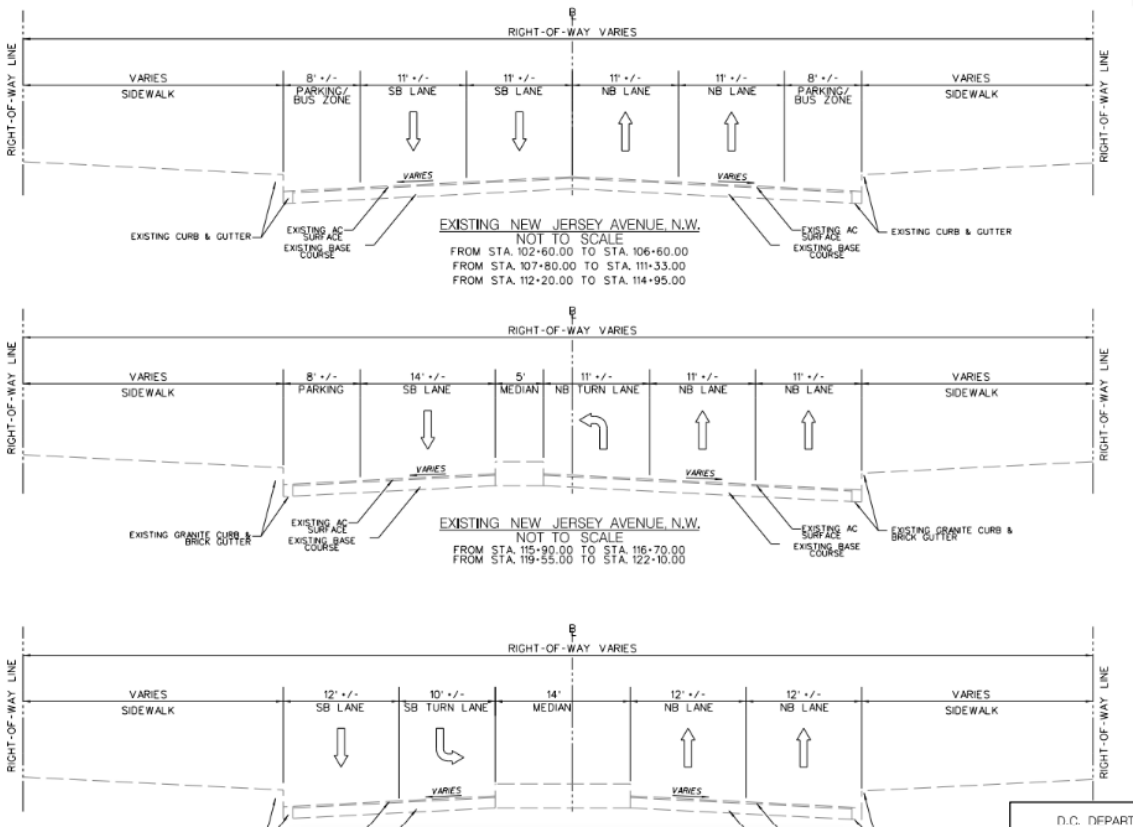 RIGHT-OF-WAY VARIES
RIGHT-OF-WAY LINE
RIGHT-OF-WAY LINE
VARIES
SIDEWALK
8' +/-
PARKING/
BUS ZONE
11' +/-
SB LANE
11' +/-
SB LANE
11' +/-
NB LANE
11' +/-
NB LANE
8' +/-
PARKING/
BUS ZONE
VARIES
SIDEWALK
VARIES
VARIES
EXISTING CURB & GUTTER
EXISTING AC
SURFACE
EXISTING BASE
COURSE
EXISTING NEW JERSEY AVENUE, N.W.
NOT TO SCALE
FROM STA. 102+60.00 TO STA. 106+60.00
FROM STA. 107+80.00 TO STA. 111+33.00
FROM STA. 112+20.00 TO STA. 114+95.00
EXISTING AC
SURFACE
EXISTING BASE
COURSE
EXISTING CURB & GUTTER
RIGHT-OF-WAY VARIES
RIGHT-OF-WAY LINE
RIGHT-OF-WAY LINE
VARIES
SIDEWALK
8' +/-
PARKING
14' +/-
SB LANE
5'
MEDIAN
11' +/-
NB TURN LANE
11' +/-
NB LANE
11' +/-
NB LANE
VARIES
SIDEWALK
VARIES
VARIES
EXISTING GRANITE CURB &
BRICK GUTTER
EXISTING AC
SURFACE
EXISTING BASE
COURSE
EXISTING NEW JERSEY AVENUE, N.W.
NOT TO SCALE
FROM STA. 115+90.00 TO STA. 116+70.00
FROM STA. 119+55.00 TO STA. 122+10.00
EXISTING AC
SURFACE
EXISTING BASE
COURSE
EXISTING GRANITE CURB &
BRICK GUTTER
RIGHT-OF-WAY VARIES
RIGHT-OF-WAY LINE
RIGHT-OF-WAY LINE
VARIES
SIDEWALK
12' +/-
SB LANE
10' +/-
SB TURN LANE
14'
MEDIAN
12' +/-
NB LANE
12' +/-
NB LANE
VARIES
SIDEWALK
VARIES
VARIES
D.C. DEPART